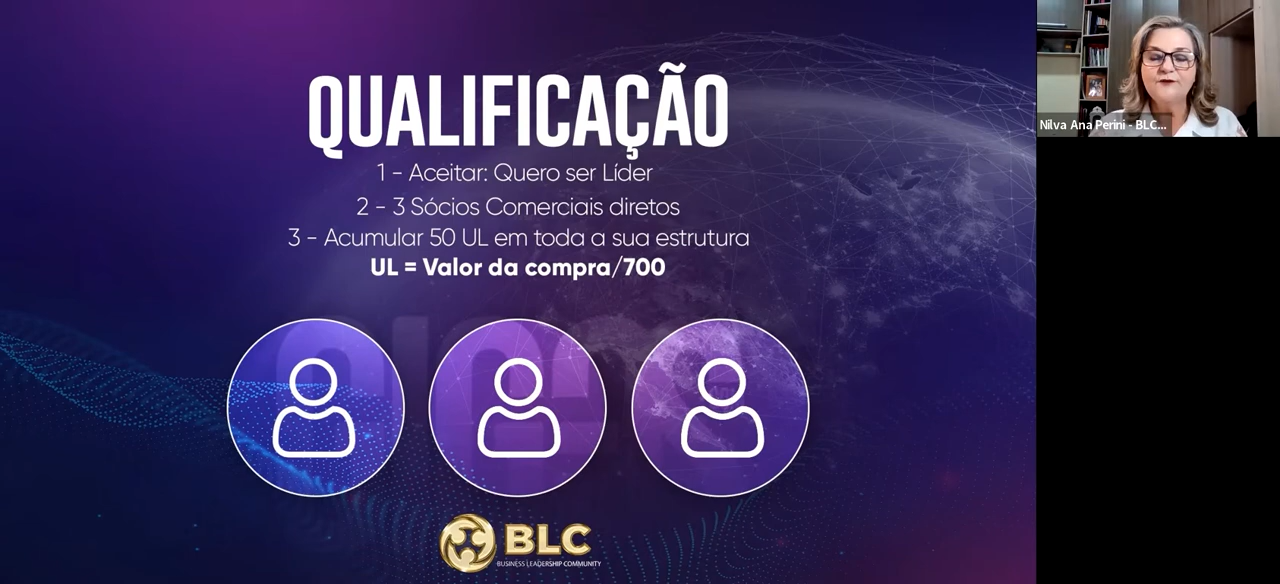 QUALIFICAÇÃO
1 - Aceitar: Quero ser Líder
2 - 3 Sócios Comerciais diretos
3 - Acumular 50 UL em toda a sua estrutura
UL = Valor da compra/700
BLC
BUSINESS LEADERSHIP COMMUNITY
Nilva Ana Perini - BLC...